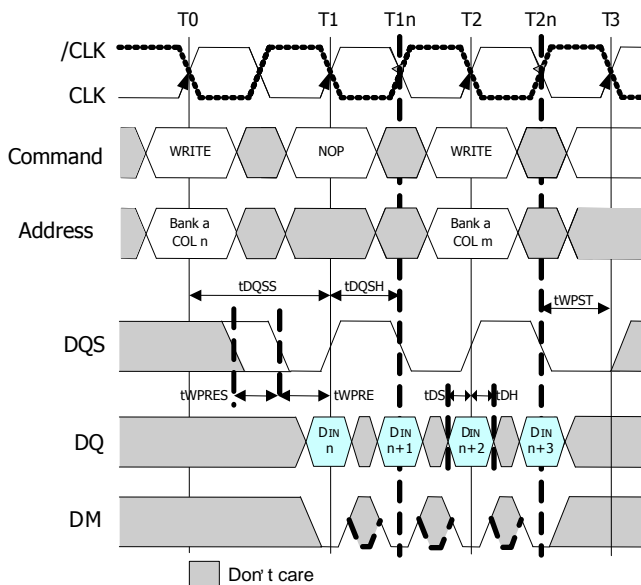 T0 T1 T1n T2 T2n T3
/CLK
CLK
Command WRITE NOP WRITE
Address Bank a COL n Bank a COL m
tDQSS tDQSH tWPST
DQS
tWPRES tWPRE tDS tDH
DQ DIN n DIN n+1 DIN n+2 DIN n+3
DM
Don't care